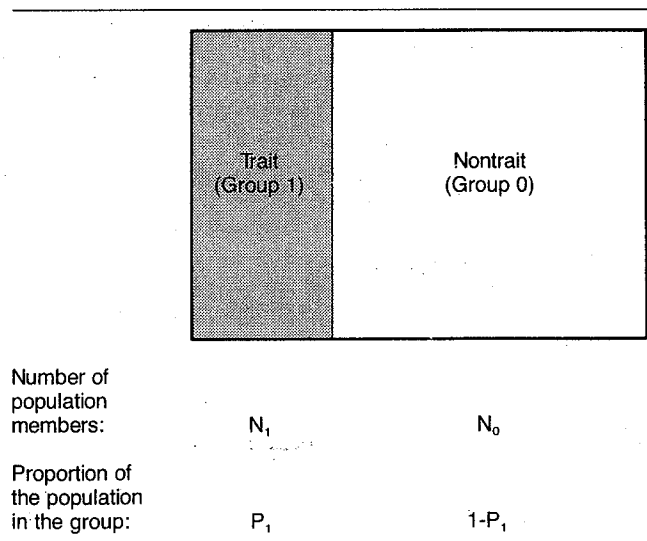 Trait
(Group 1)
Nontrait
(Group 0)
Number of
population
members:
N₁
N₀
Proportion of
the population
in the group:
P₁
1-P₁